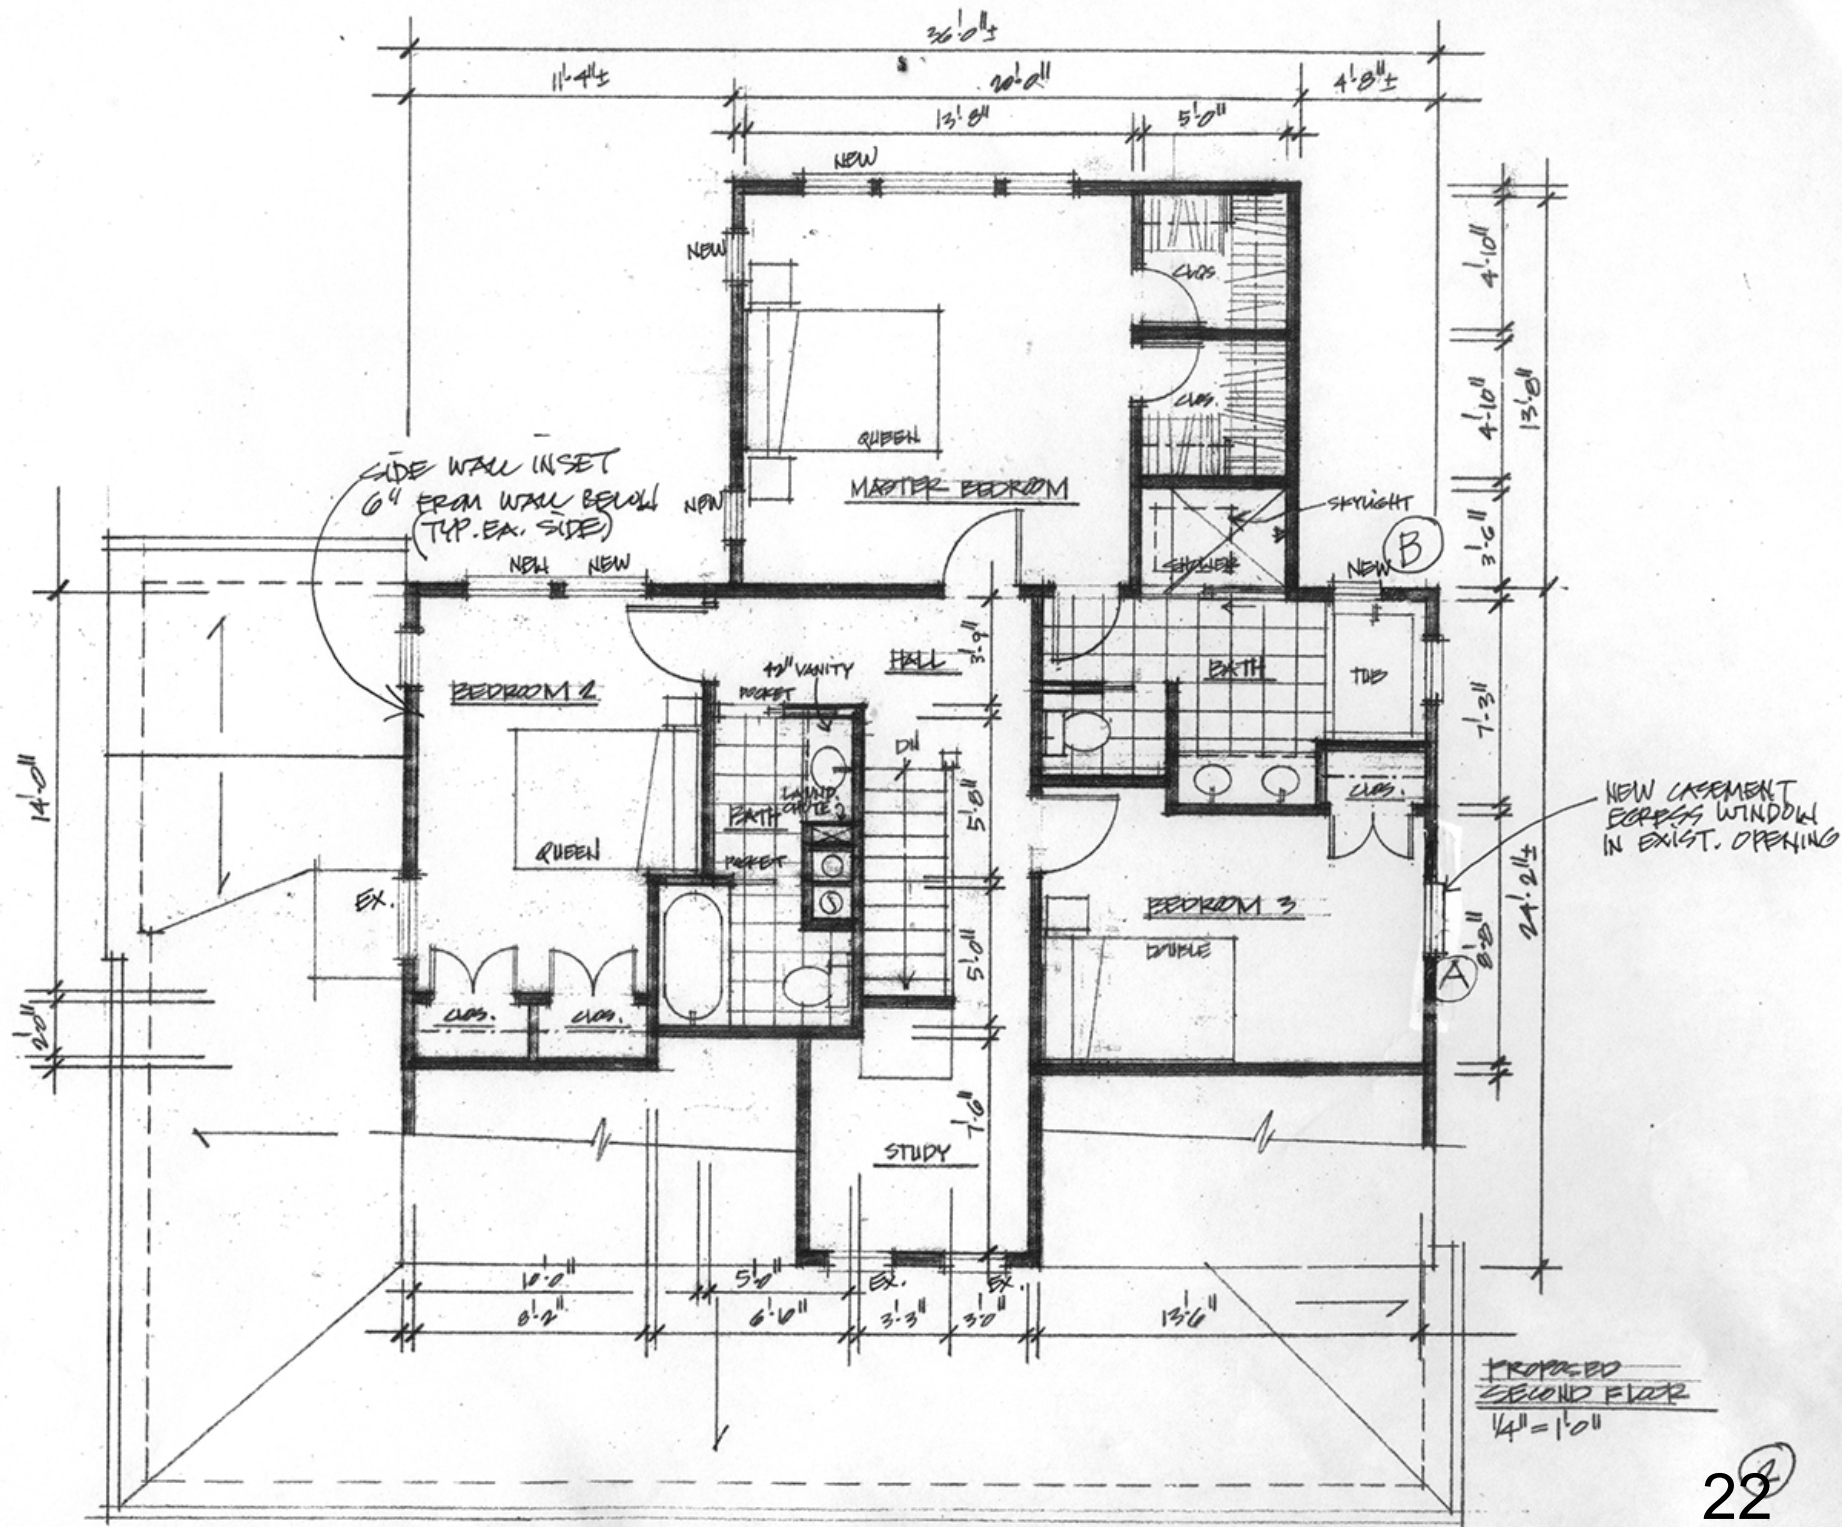 36'-0"±
11'-4"±
20'-0"
4'-8"±
13'-8"
5'-0"
NEW
NEW
CLOS.
4'-10"
CLOS.
4'-10"
13'-8"
QUEEN
MASTER BEDROOM
SIDE WALL INSET
6" FROM WALL BELOW
(TYP. EA. SIDE)
NEW
SKYLIGHT
B
SHOWER
NEW
NEW
NEW
3'-9"
HALL
42" VANITY
POCKET
BEDROOM 2
BATH
TUB
7'-3"
DN
LAUND.
CHUTE
BATH
5'-8"
CLOS.
14'-0"
QUEEN
POCKET
NEW CASEMENT
EGRESS WINDOW
IN EXIST. OPENING
EX.
BEDROOM 3
DOUBLE
24'-2"±
8'-8"
A
5'-0"
CLOS.
CLOS.
2'-0"
7'-6"
STUDY
10'-0"
5'-0"
EX.
EX.
8'-2"
6'-6"
3'-3"
3'-0"
13'-6"
PROPOSED
SECOND FLOOR
1/4" = 1'-0"
22